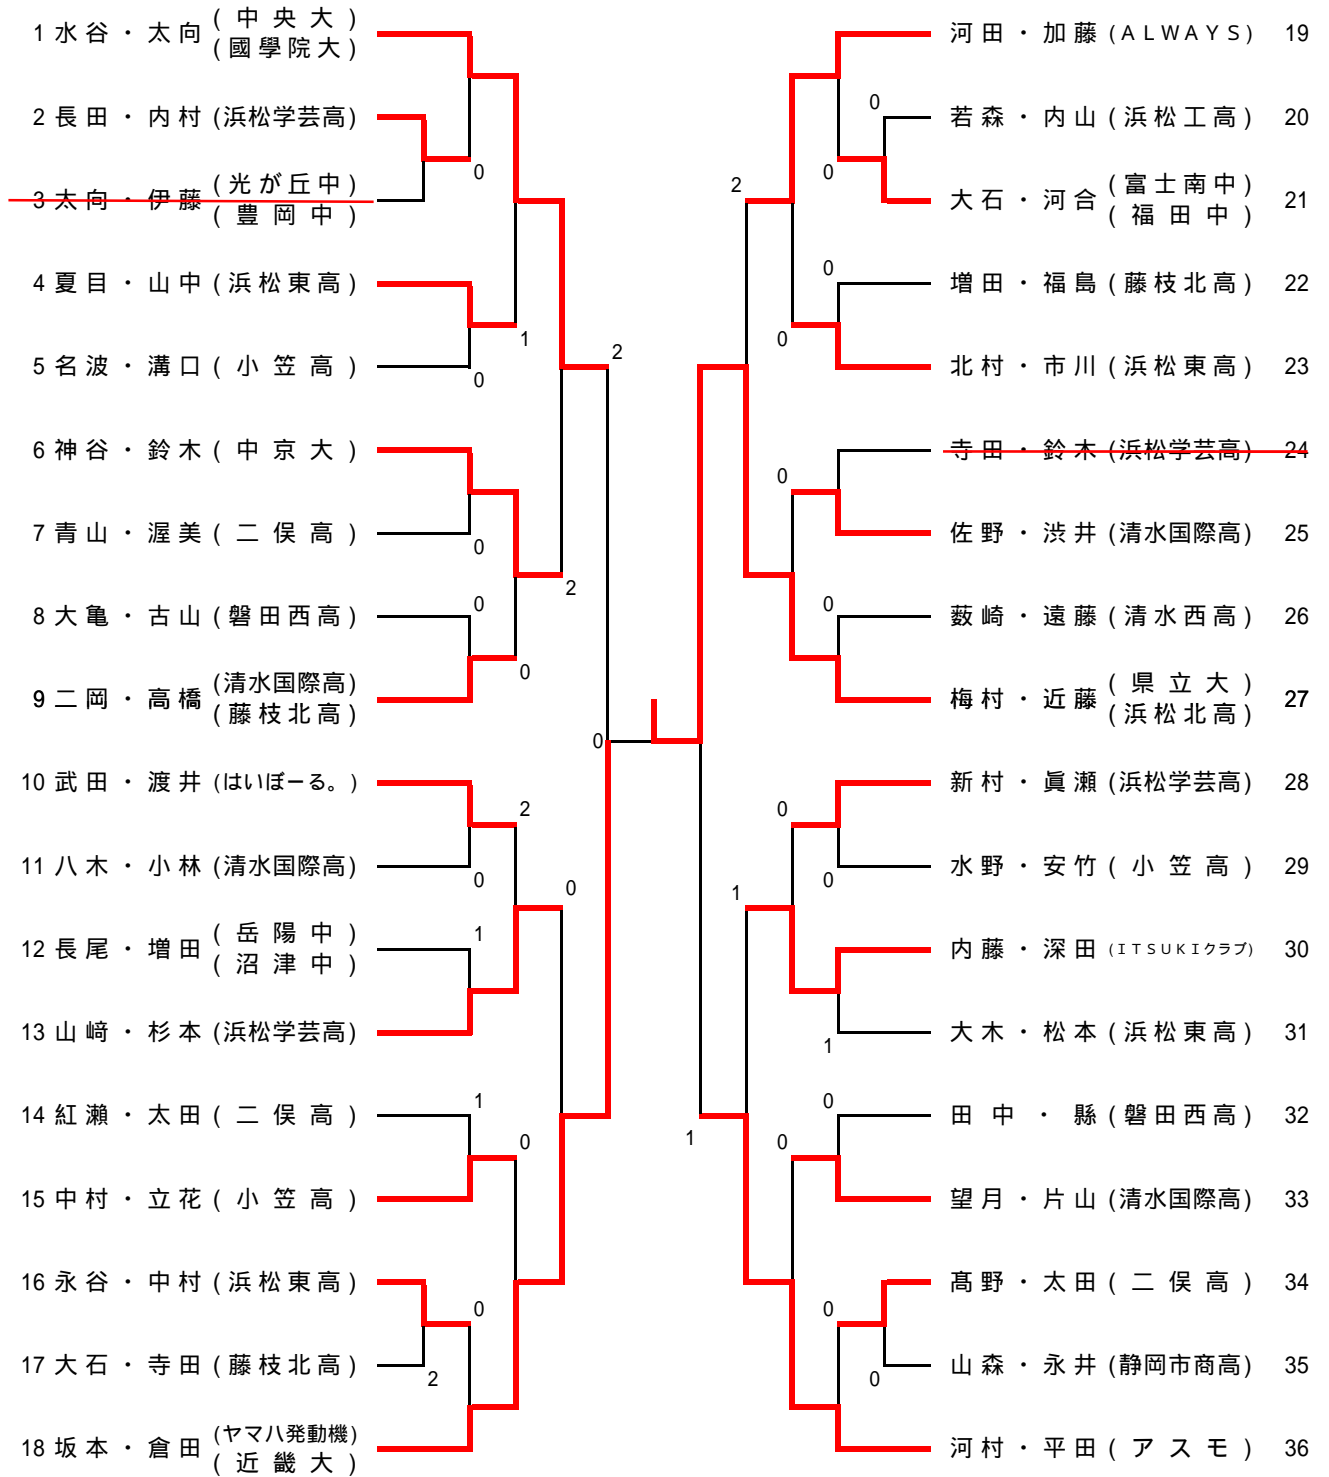 1 水谷・太向 (中央大)
(國學院大)
2 長田・内村 (浜松学芸高)
0
3 太向・伊藤 (光が丘中)
(豊岡中)
4 夏目・山中 (浜松東高)
1
2
5 名波・溝口 (小笠高)
0
6 神谷・鈴木 (中京大)
7 青山・渥美 (二俣高)
0
2
0
8 大亀・古山 (磐田西高)
0
9 二岡・高橋 (清水国際高)
(藤枝北高)
0
10 武田・渡井 (はいぼーる。)
2
11 八木・小林 (清水国際高)
0
0
1
12 長尾・増田 (岳陽中)
(沼津中)
13 山﨑・杉本 (浜松学芸高)
1
14 紅瀬・太田 (二俣高)
0
15 中村・立花 (小笠高)
16 永谷・中村 (浜松東高)
0
17 大石・寺田 (藤枝北高)
2
18 坂本・倉田 (ヤマハ発動機)
(近畿大)
河田・加藤 (ALWAYS) 19
0
若森・内山 (浜松工高) 20
0
2
大石・河合 (富士南中) 21
(福田中)
0
増田・福島 (藤枝北高) 22
0
北村・市川 (浜松東高) 23
寺田・鈴木 (浜松学芸高) 24
0
佐野・渋井 (清水国際高) 25
0
薮崎・遠藤 (清水西高) 26
梅村・近藤 (県立大) 27
(浜松北高)
新村・眞瀬 (浜松学芸高) 28
0
水野・安竹 (小笠高) 29
0
1
内藤・深田 (ITSUKIクラブ) 30
大木・松本 (浜松東高) 31
1
0
田中・縣 (磐田西高) 32
1
0
望月・片山 (清水国際高) 33
髙野・太田 (二俣高) 34
0
山森・永井 (静岡市商高) 35
0
河村・平田 (アスモ) 36